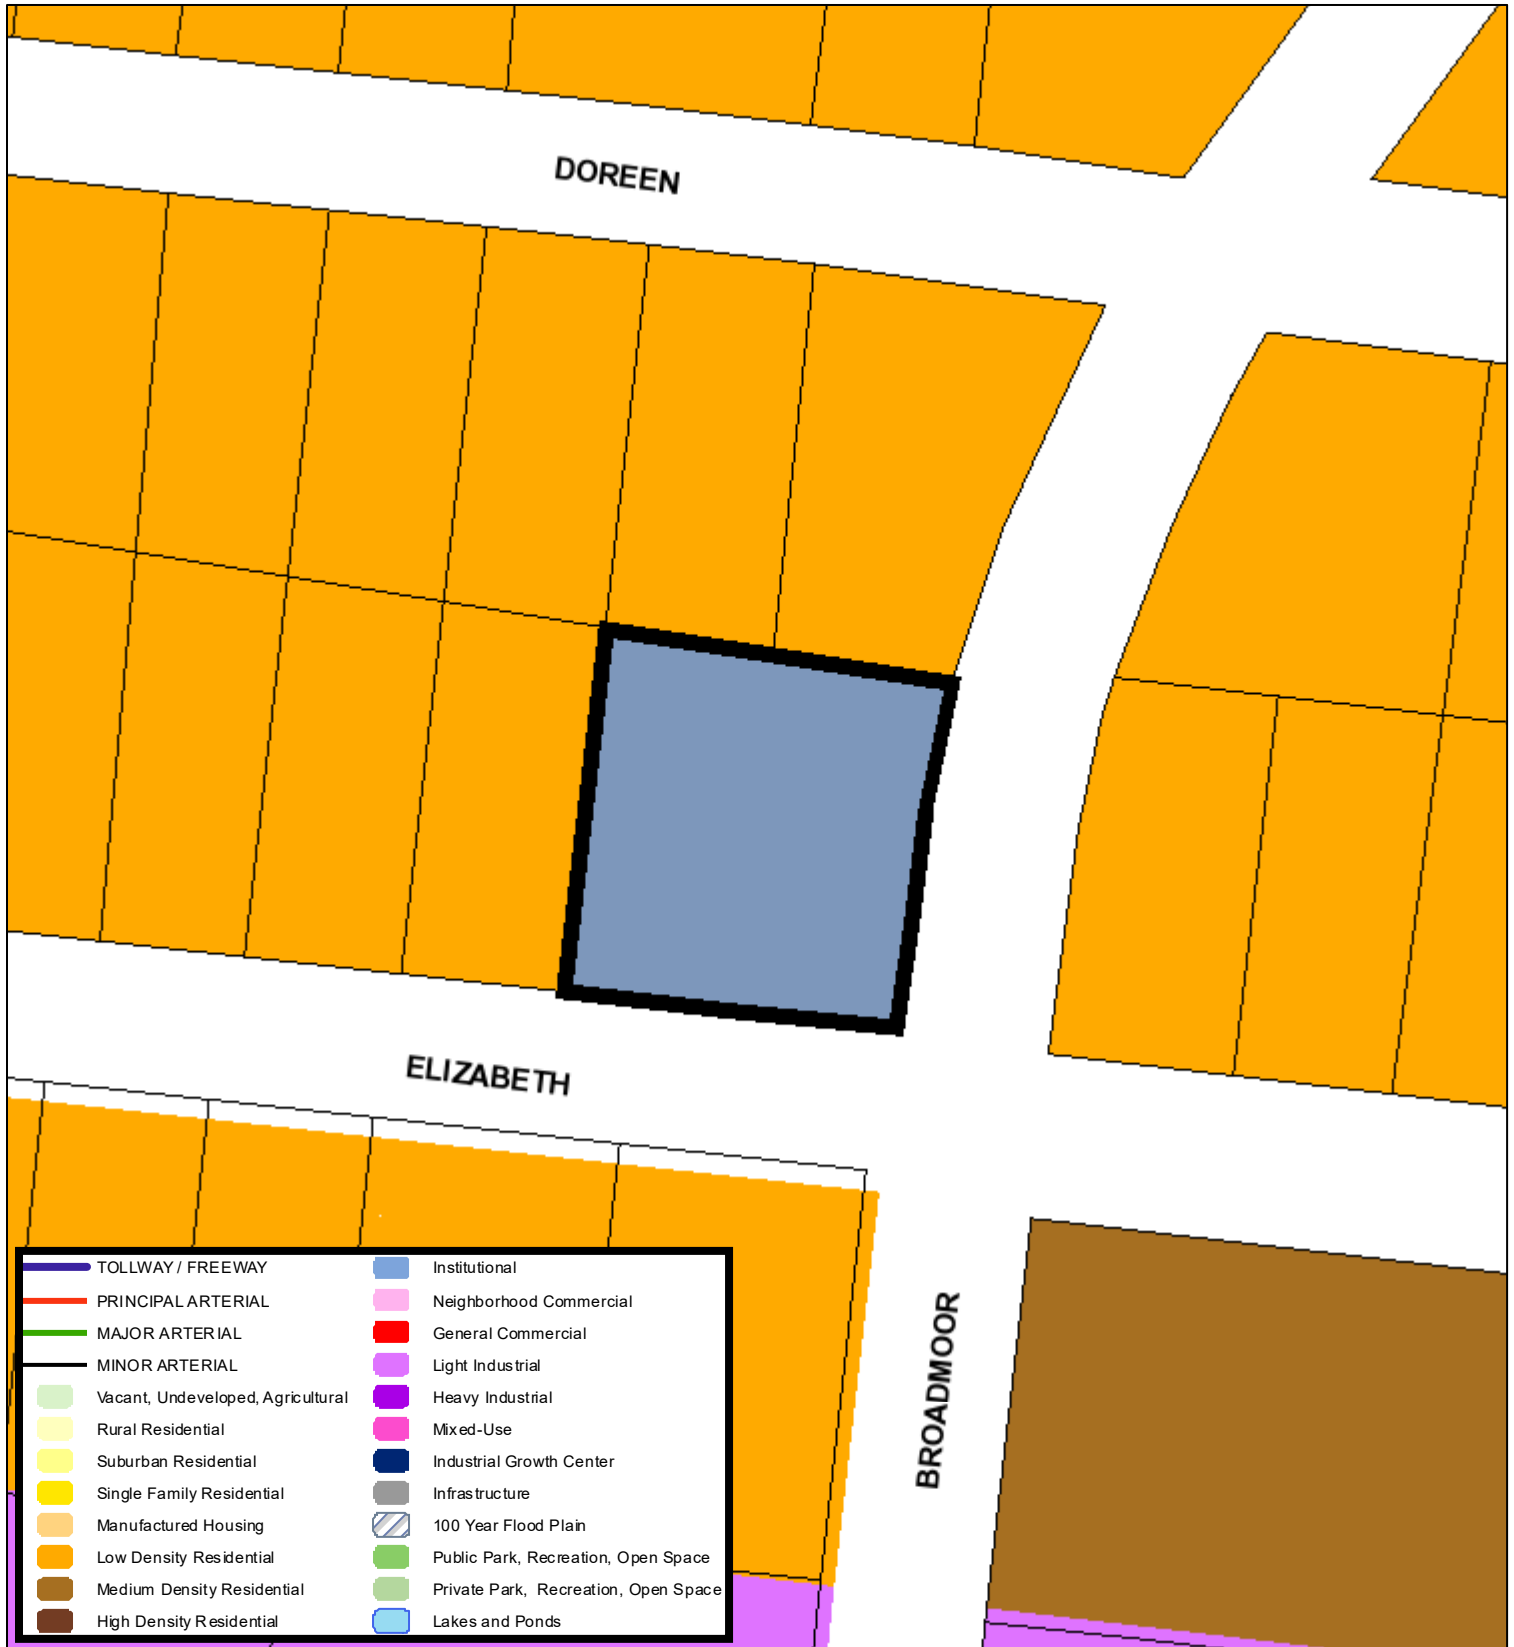 DOREEN
ELIZABETH
BROADMOOR
TOLLWAY / FREEWAY
PRINCIPAL ARTERIAL
MAJOR ARTERIAL
MINOR ARTERIAL
Vacant, Undeveloped, Agricultural
Rural Residential
Suburban Residential
Single Family Residential
Manufactured Housing
Low Density Residential
Medium Density Residential
High Density Residential
Institutional
Neighborhood Commercial
General Commercial
Light Industrial
Heavy Industrial
Mixed-Use
Industrial Growth Center
Infrastructure
100 Year Flood Plain
Public Park, Recreation, Open Space
Private Park, Recreation, Open Space
Lakes and Ponds